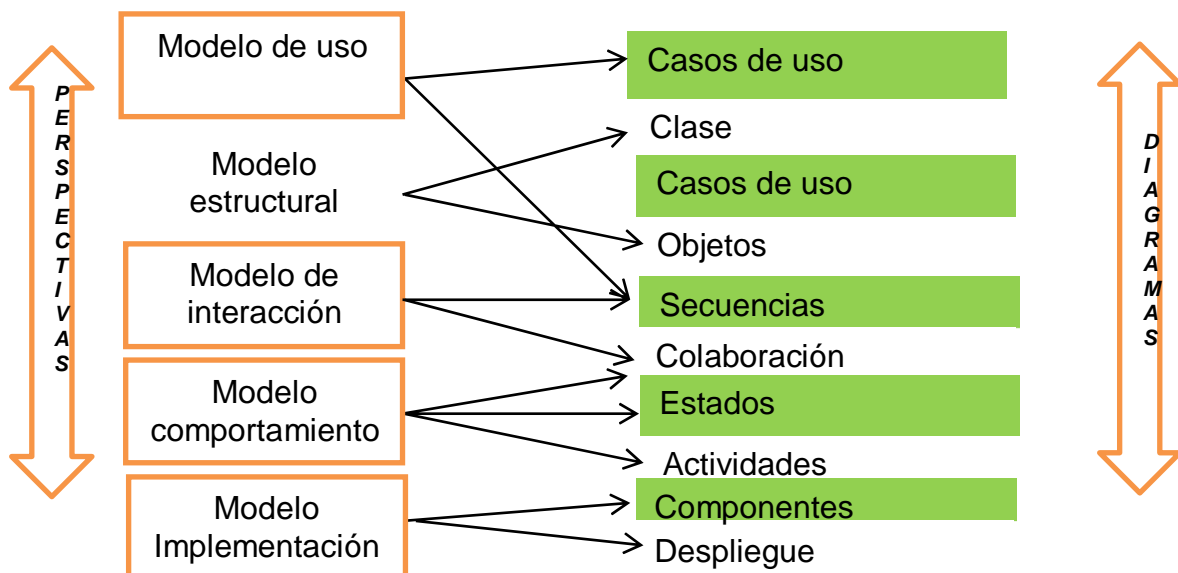 PERSPECTIVAS
Modelo de uso
Modelo
estructural
Modelo de
interacción
Modelo
comportamiento
Modelo
Implementación
Casos de uso
Clase
Casos de uso
Objetos
Secuencias
Colaboración
Estados
Actividades
Componentes
Despliegue
DIAGRAMAS